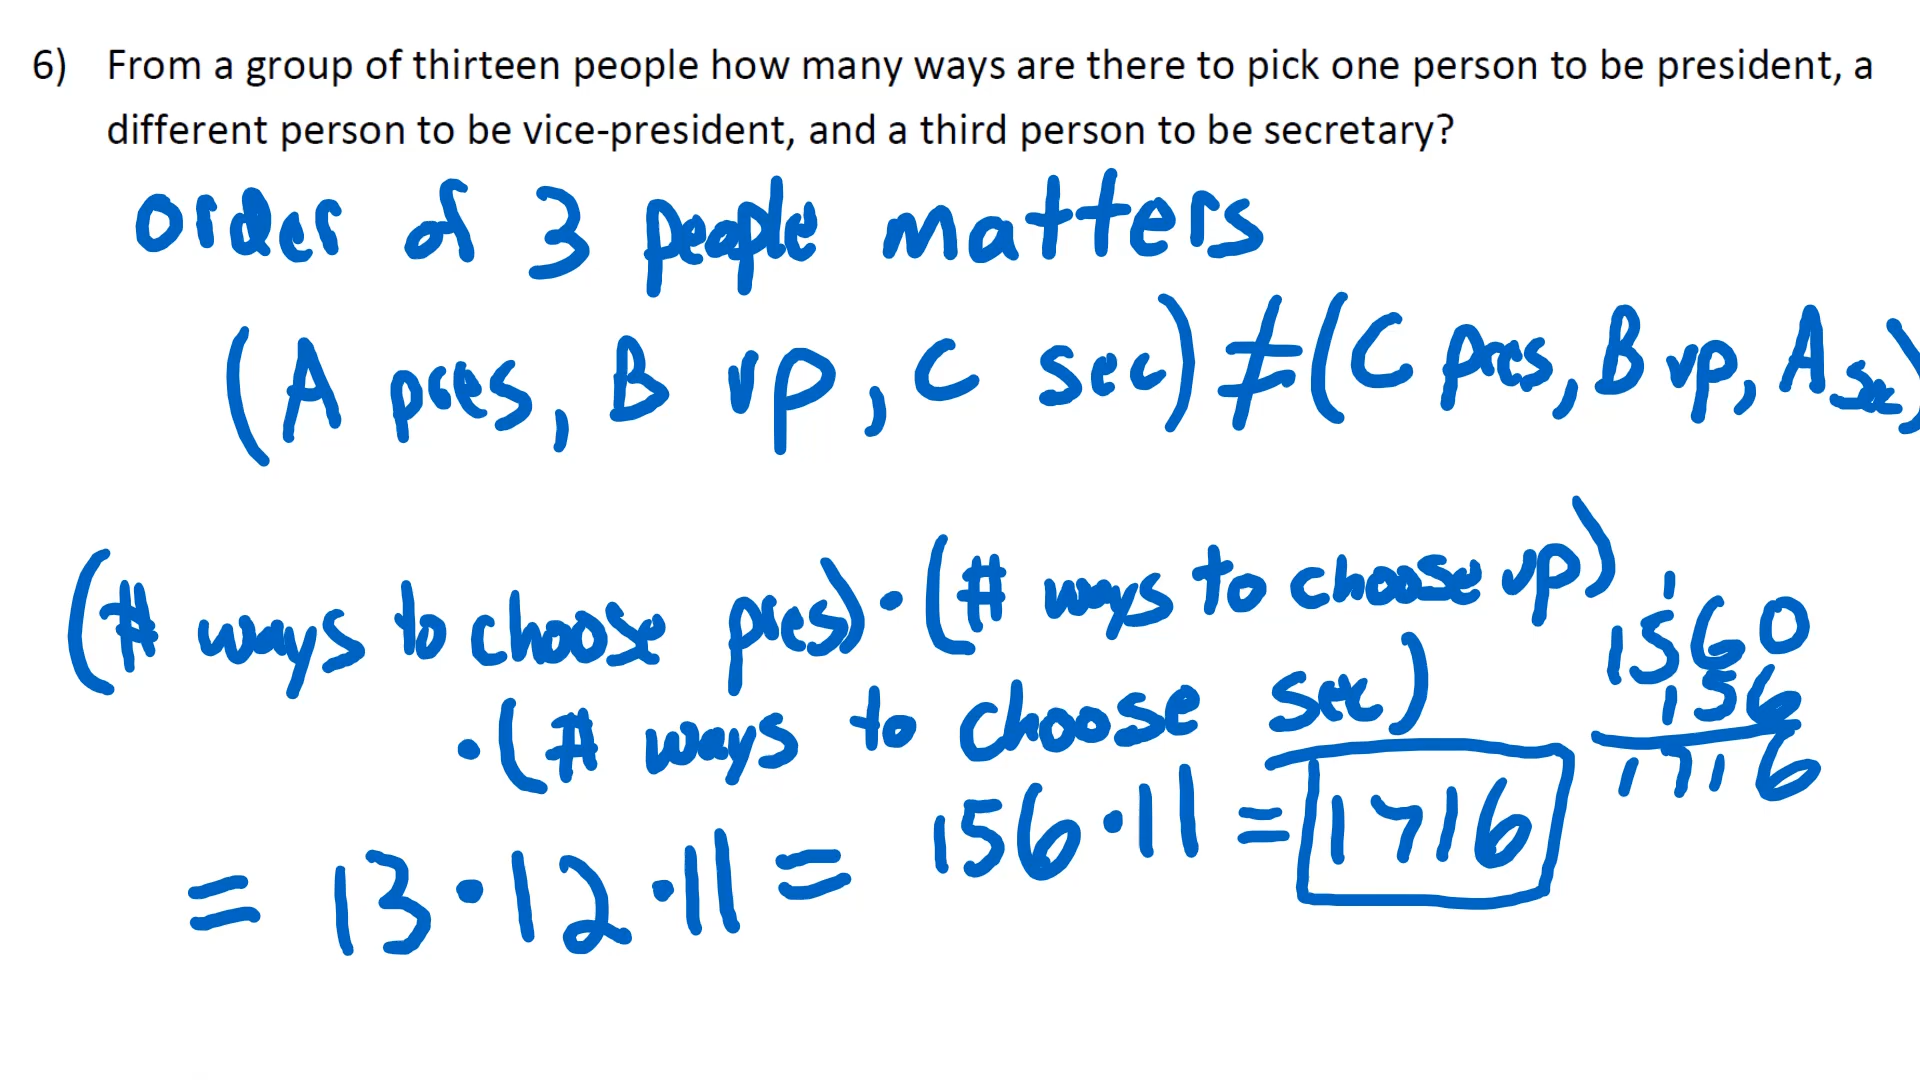 6) From a group of thirteen people how many ways are there to pick one person to be president, a
different person to be vice-president, and a third person to be secretary?
order of 3 people matters
(A pres, B vp, C sec) ≠ (C pres, B vp, A sec)
(# ways to choose pres) · (# ways to choose vp)
· (# ways to choose sec)
= 13 · 12 · 11 = 156 · 11 = 1716
1
1560
156
1716